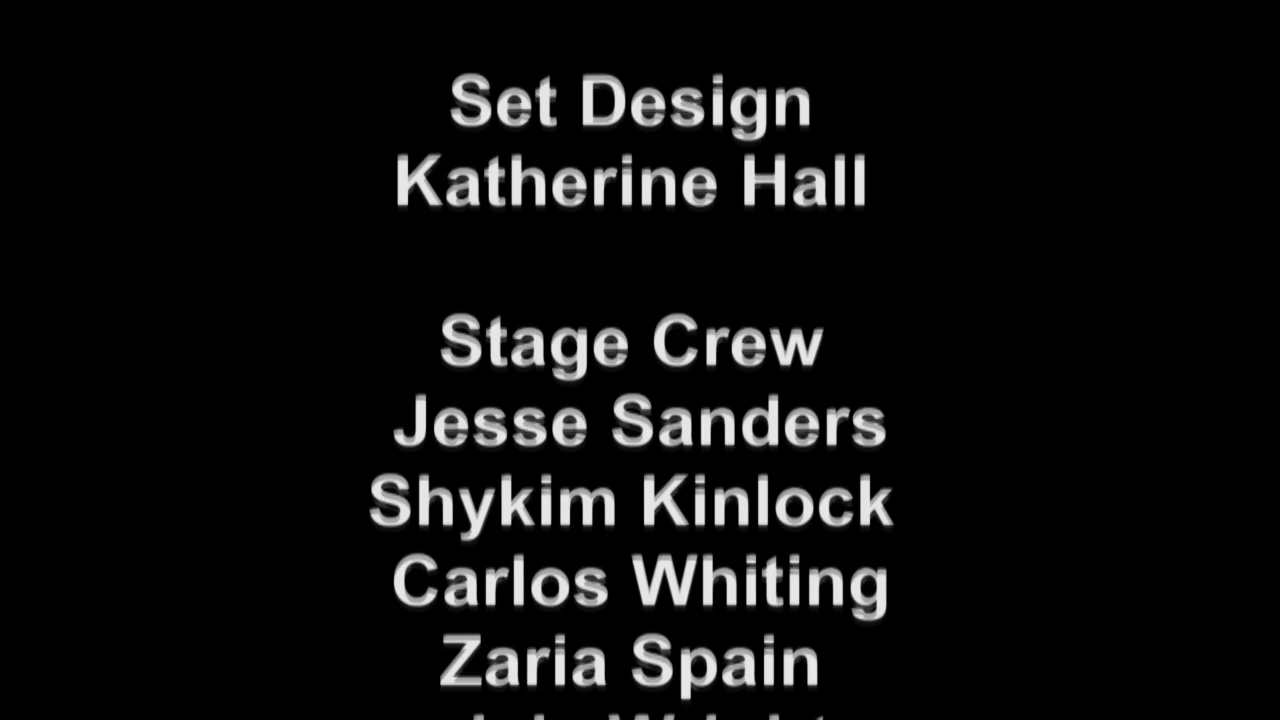 Set Design
Katherine Hall
Stage Crew
Jesse Sanders
Shykim Kinlock
Carlos Whiting
Zaria Spain